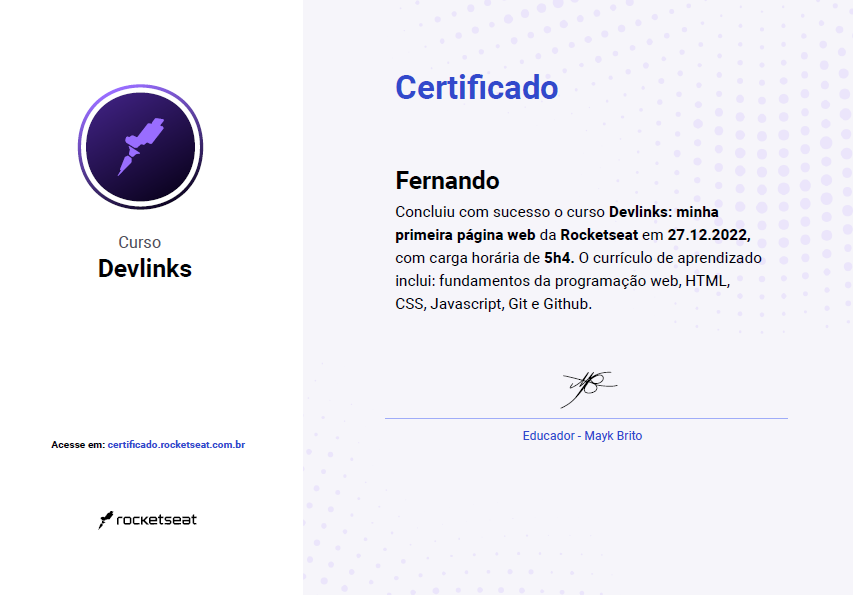 Curso
Devlinks
Acesse em: certificado.rocketseat.com.br
rocketseat
Certificado
Fernando
Concluiu com sucesso o curso Devlinks: minha
primeira página web da Rocketseat em 27.12.2022,
com carga horária de 5h4. O currículo de aprendizado
inclui: fundamentos da programação web, HTML,
CSS, Javascript, Git e Github.
Educador - Mayk Brito